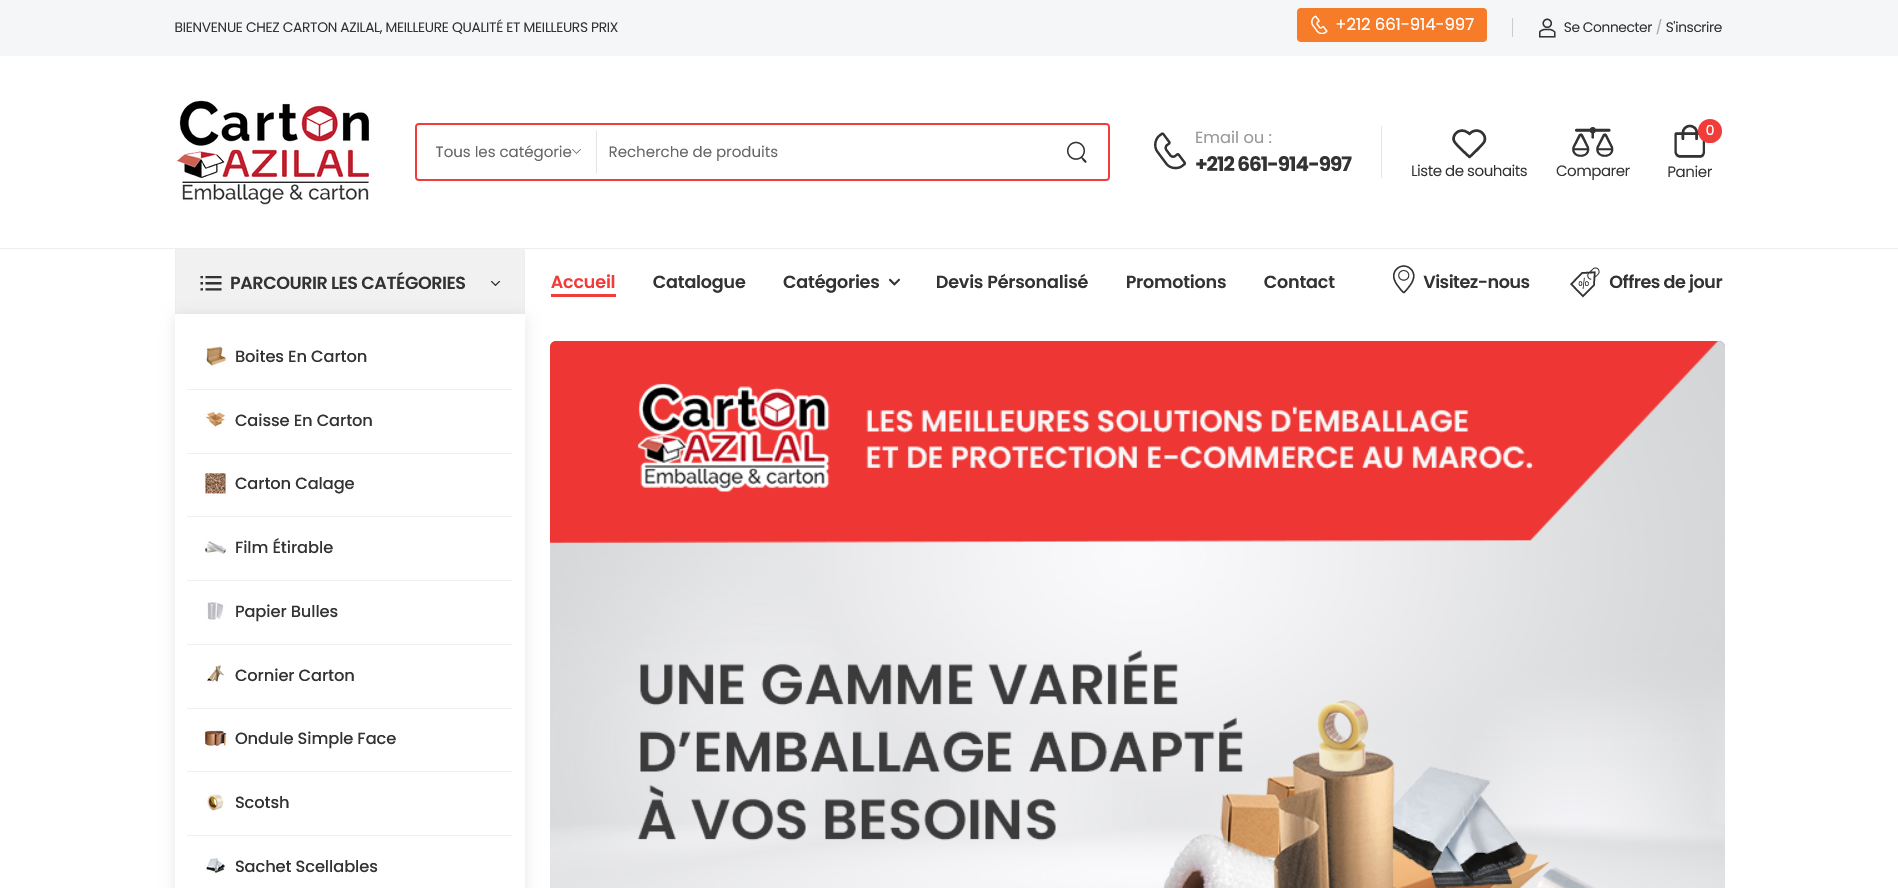 BIENVENUE CHEZ CARTON AZILAL, MEILLEURE QUALITÉ ET MEILLEURS PRIX
+212 661-914-997
Se Connecter / S'inscrire
Carton
AZILAL
Emballage & carton
Tous les catégorie
Recherche de produits
Email ou :
+212 661-914-997
Liste de souhaits
Comparer
0
Panier
PARCOURIR LES CATÉGORIES
Accueil
Catalogue
Catégories
Devis Pérsonalisé
Promotions
Contact
Visitez-nous
Offres de jour
Boites En Carton
Caisse En Carton
Carton Calage
Film Étirable
Papier Bulles
Cornier Carton
Ondule Simple Face
Scotsh
Sachet Scellables
Carton
AZILAL
Emballage & carton
LES MEILLEURES SOLUTIONS D'EMBALLAGE
ET DE PROTECTION E-COMMERCE AU MAROC.
UNE GAMME VARIÉE
D’EMBALLAGE ADAPTÉ
À VOS BESOINS